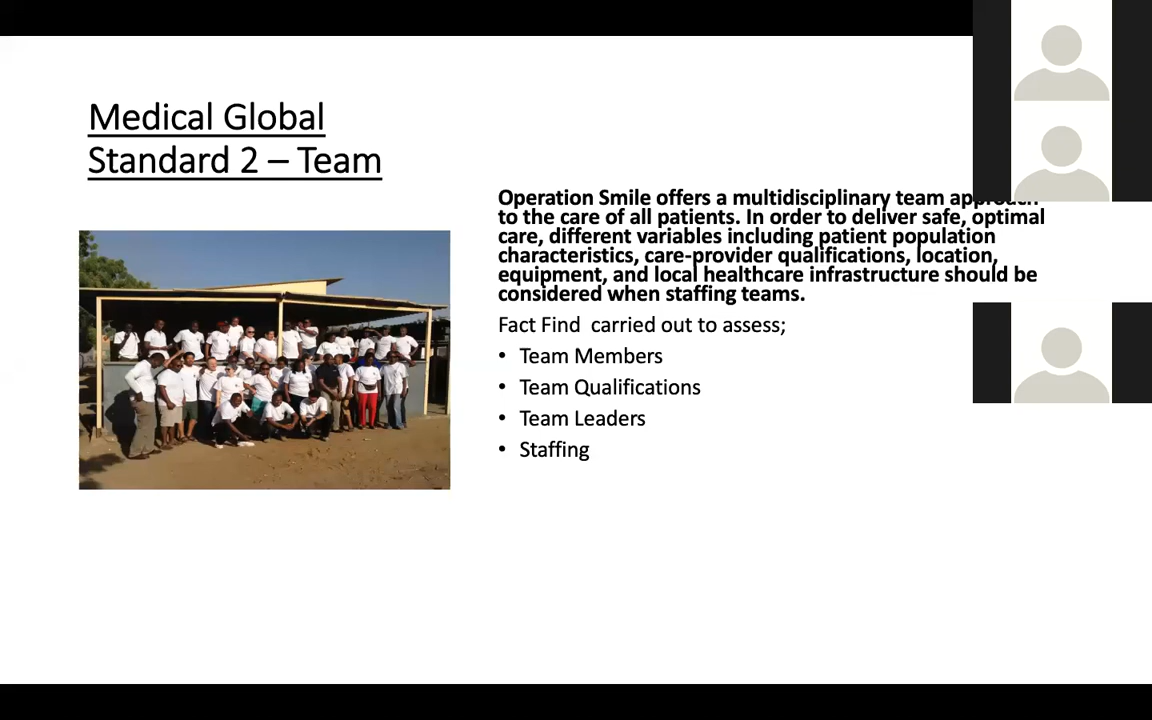 Medical Global
Standard 2 – Team
Operation Smile offers a multidisciplinary team approach
to the care of all patients. In order to deliver safe, optimal
care, different variables including patient population
characteristics, care-provider qualifications, location,
equipment, and local healthcare infrastructure should be
considered when staffing teams.
Fact Find carried out to assess;
• Team Members
• Team Qualifications
• Team Leaders
• Staffing